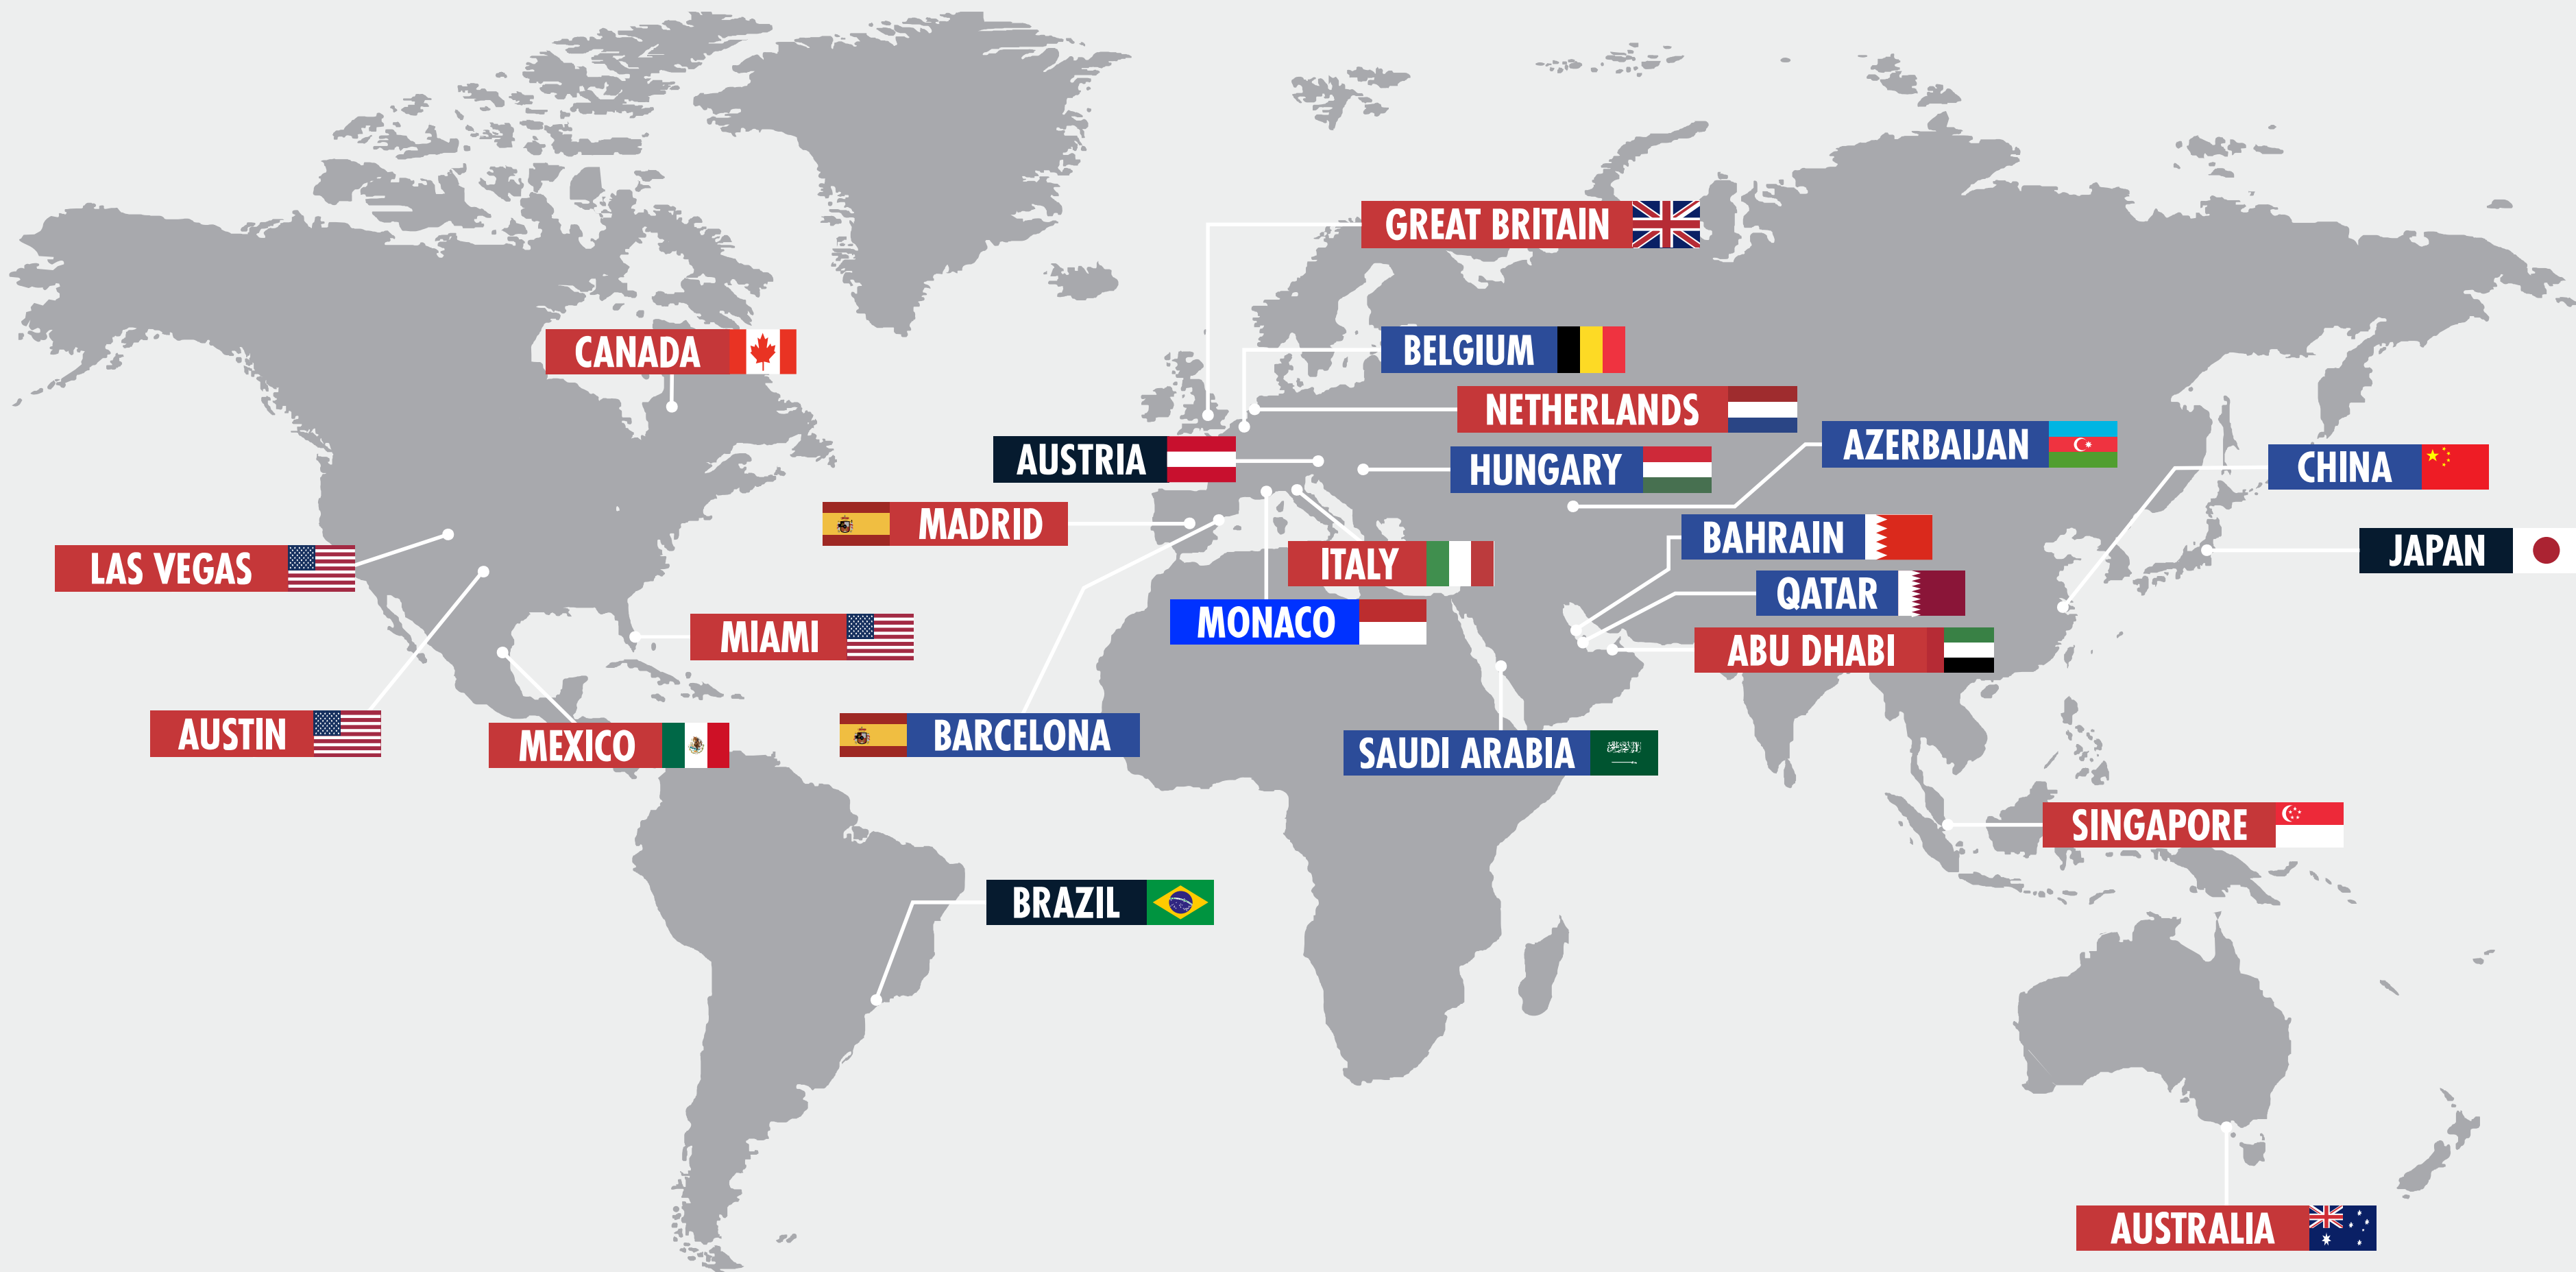 GREAT BRITAIN
CANADA
BELGIUM
NETHERLANDS
AUSTRIA
AZERBAIJAN
HUNGARY
CHINA
MADRID
BAHRAIN
JAPAN
ITALY
LAS VEGAS
QATAR
MONACO
MIAMI
ABU DHABI
AUSTIN
MEXICO
BARCELONA
SAUDI ARABIA
SINGAPORE
BRAZIL
AUSTRALIA